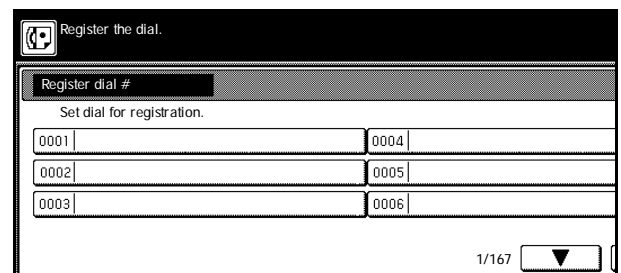 Register the dial.
Register dial #
Set dial for registration.
0001 0004
0002 0005
0003 0006
1/167